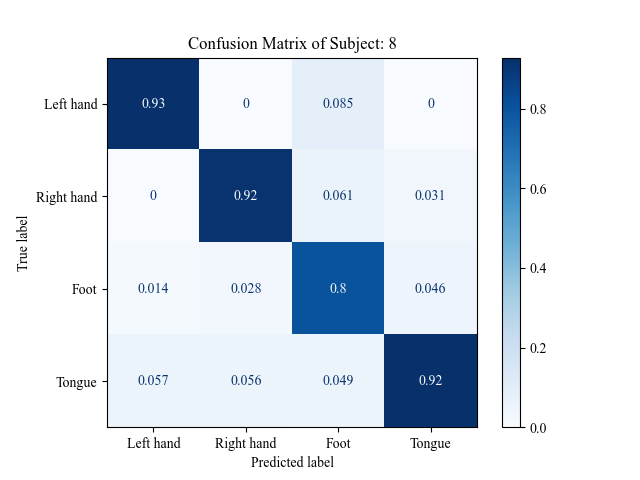 Confusion Matrix of Subject: 8
Left hand 0.93 0 0.085 0
Right hand 0 0.92 0.061 0.031
Foot 0.014 0.028 0.8 0.046
Tongue 0.057 0.056 0.049 0.92
Left hand Right hand Foot Tongue
Predicted label
True label
0.8
0.6
0.4
0.2
0.0